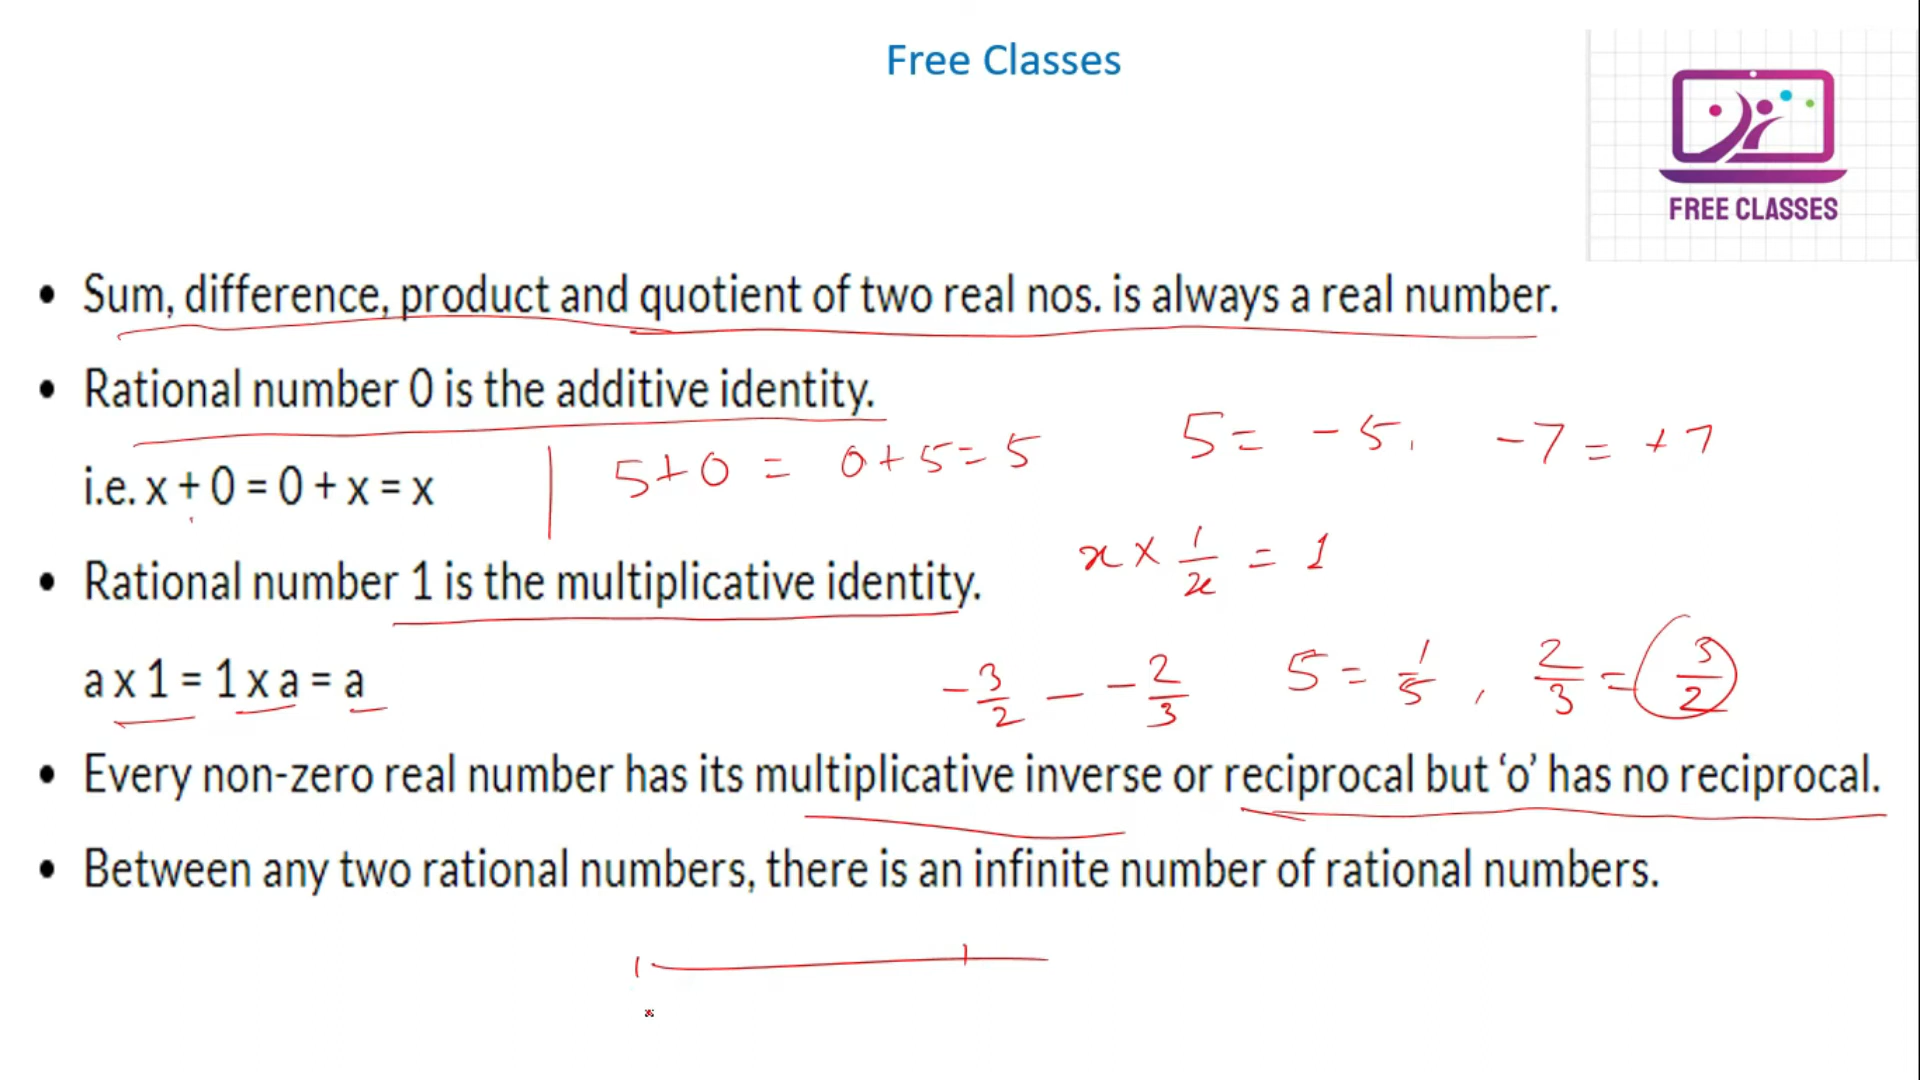 Free Classes
FREE CLASSES
• Sum, difference, product and quotient of two real nos. is always a real number.
• Rational number 0 is the additive identity.
5 = -5, -7 = +7
i.e. x + 0 = 0 + x = x
5+0 = 0+5=5
x × 1/x = 1
• Rational number 1 is the multiplicative identity.
a x 1 = 1 x a = a
-3/2 - -2/3 5 = 1/5, 2/3 = 3/2
• Every non-zero real number has its multiplicative inverse or reciprocal but ‘o’ has no reciprocal.
• Between any two rational numbers, there is an infinite number of rational numbers.